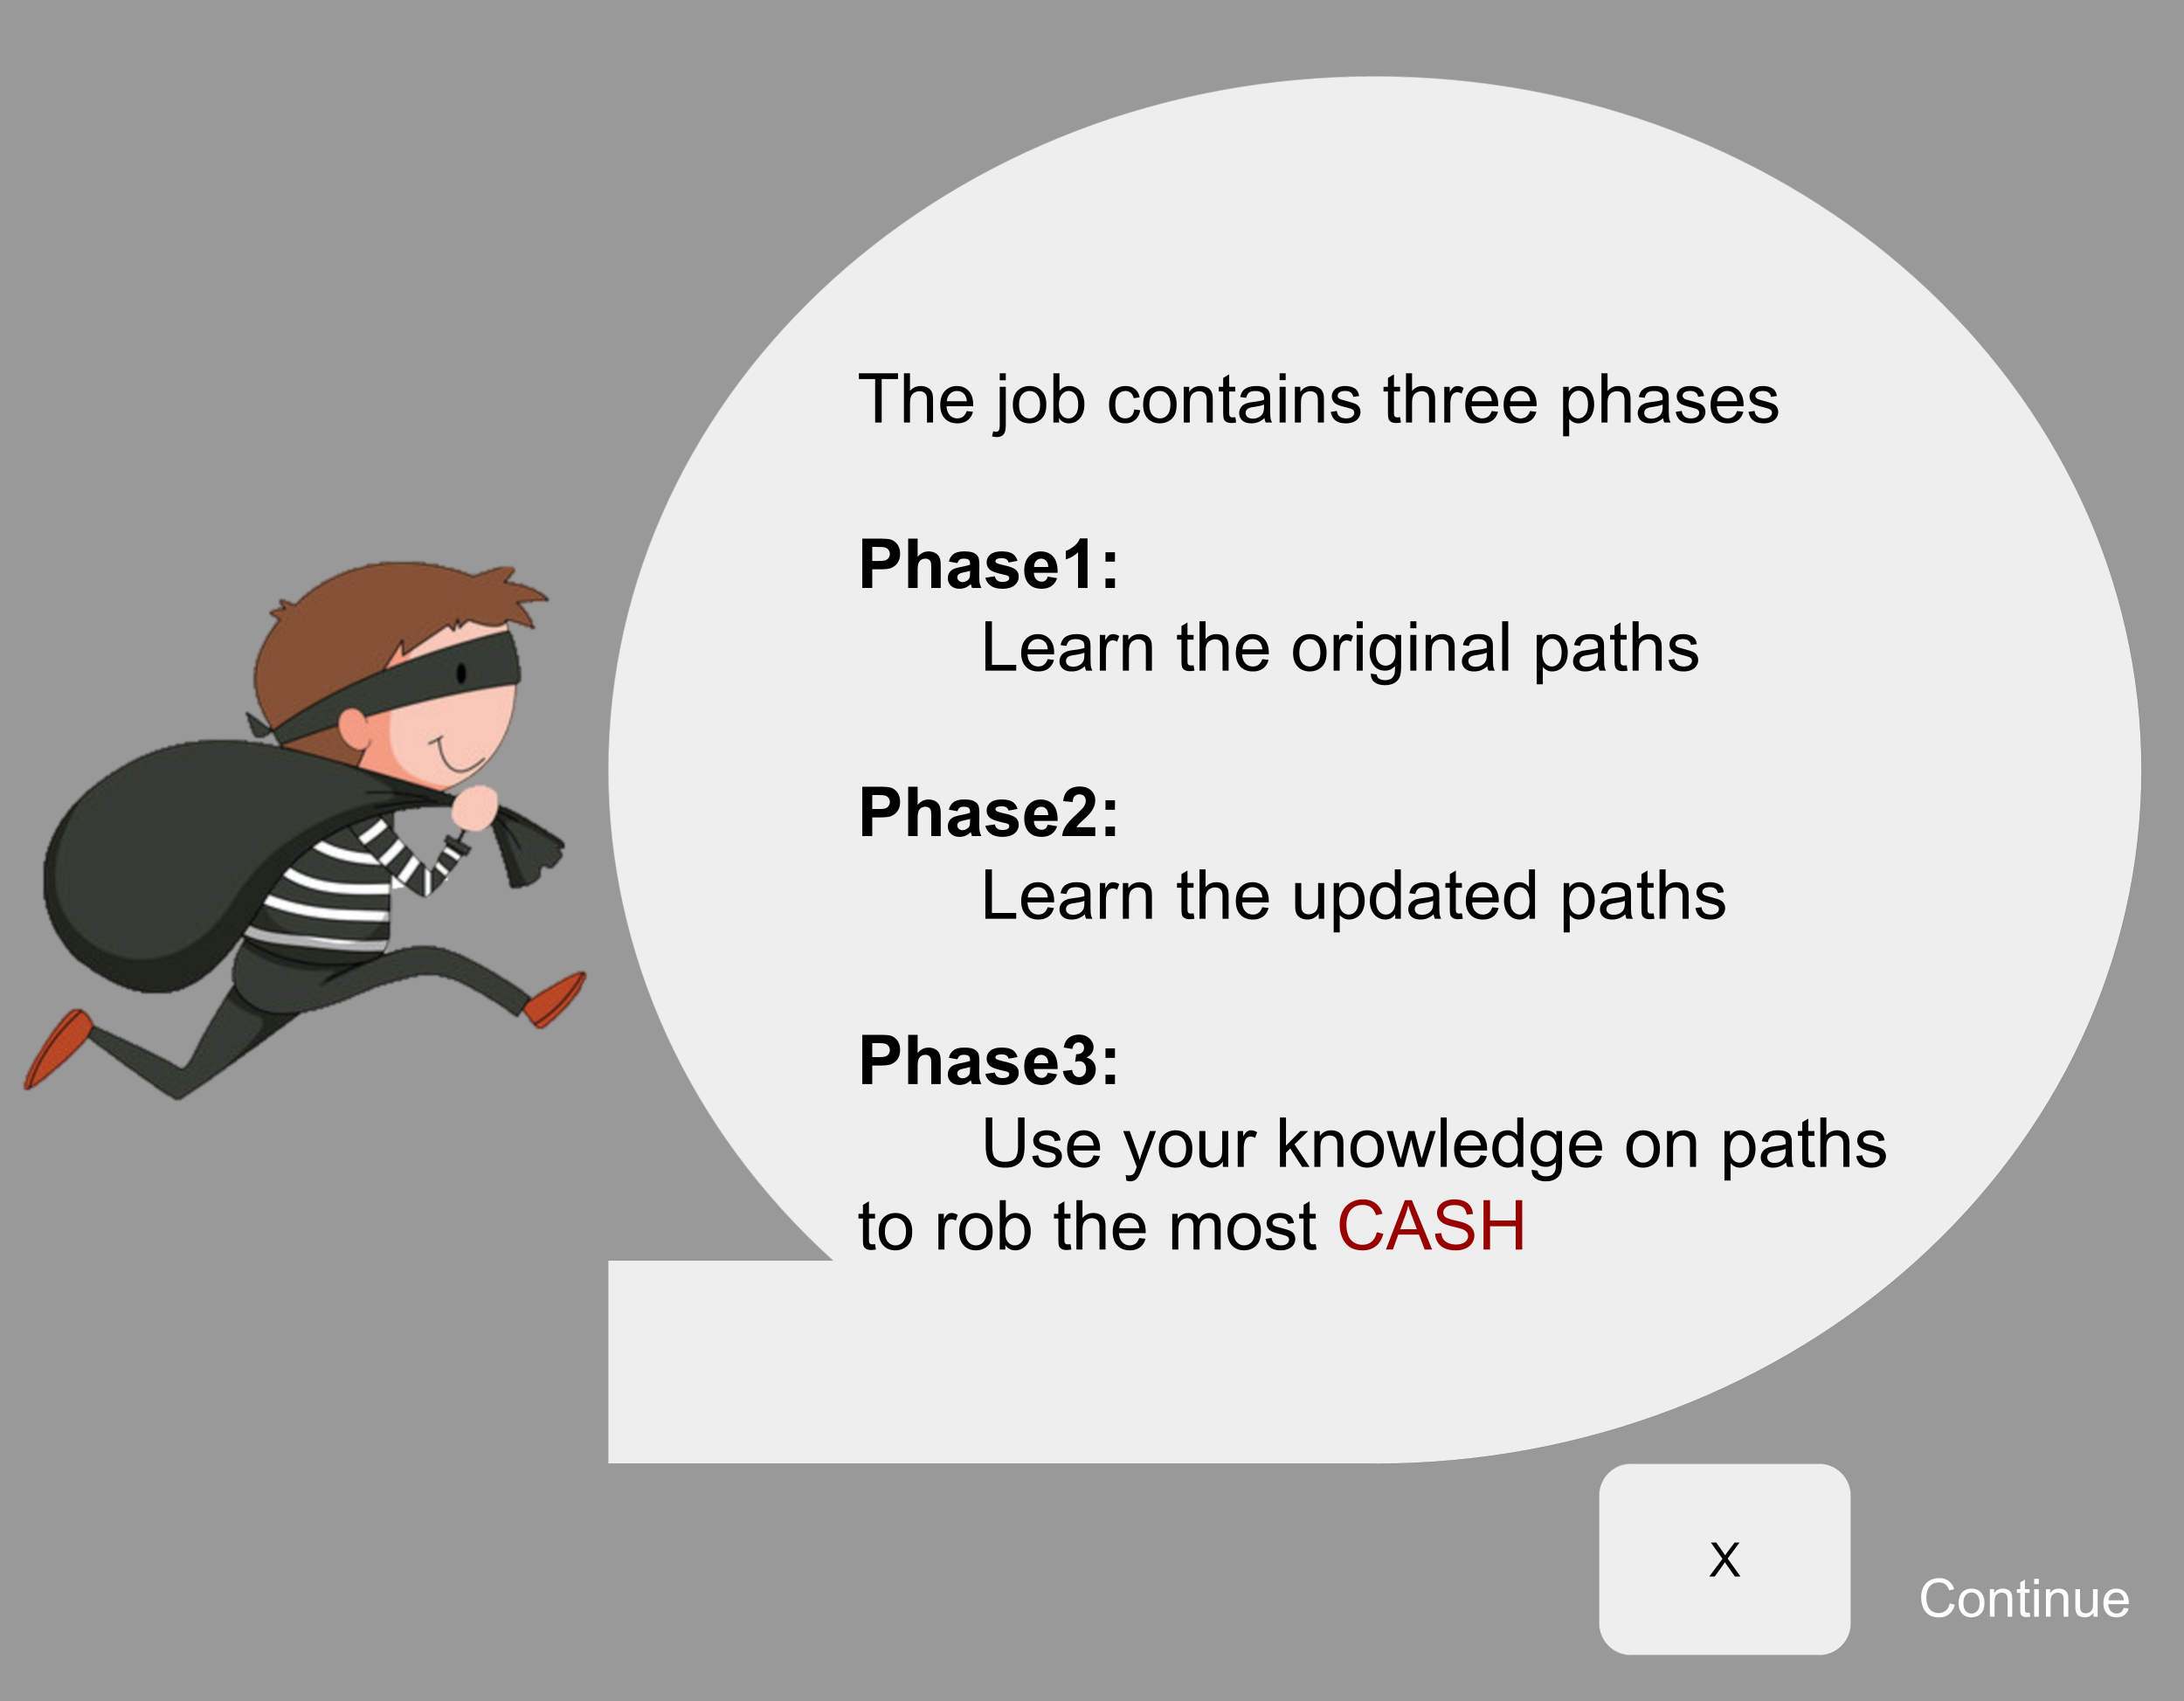 The job contains three phases
Phase1:
Learn the original paths
Phase2:
Learn the updated paths
Phase3:
Use your knowledge on paths
to rob the most CASH
X
Continue